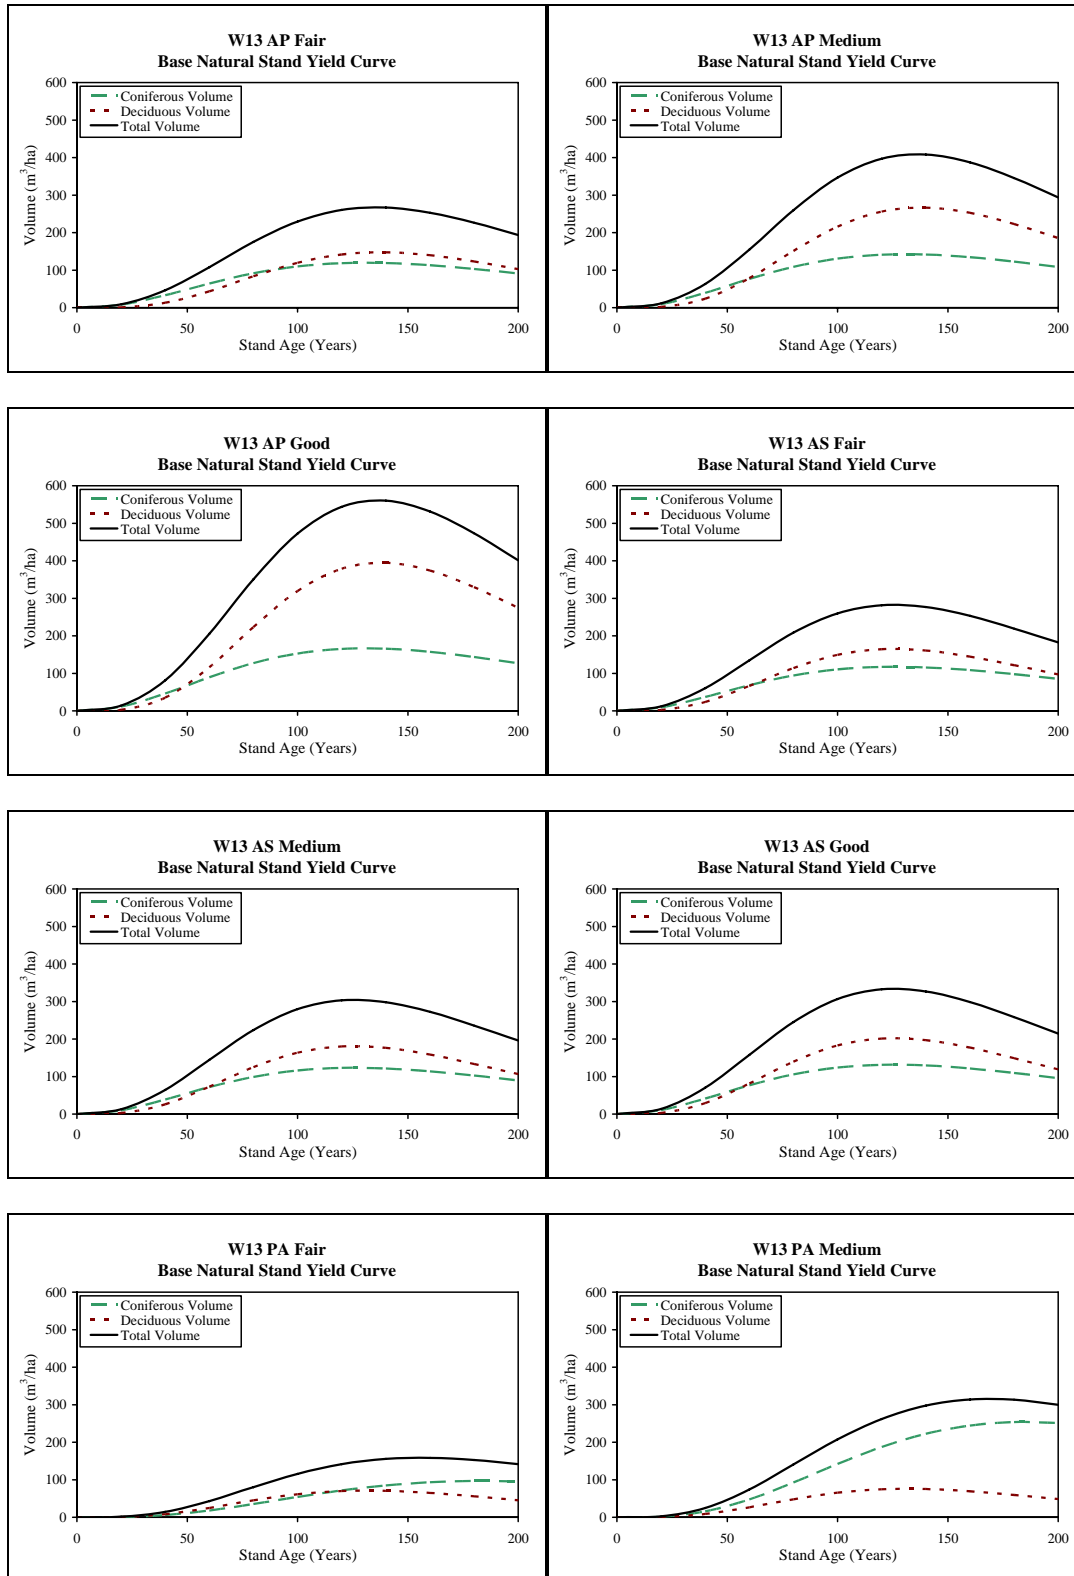 W13 AP Fair
Base Natural Stand Yield Curve
600
500
400
300
200
100
0
Volume (m³/ha)
Coniferous Volume
Deciduous Volume
Total Volume
0 50 100 150 200
Stand Age (Years)
W13 AP Medium
Base Natural Stand Yield Curve
600
500
400
300
200
100
0
Volume (m³/ha)
Coniferous Volume
Deciduous Volume
Total Volume
0 50 100 150 200
Stand Age (Years)
W13 AP Good
Base Natural Stand Yield Curve
600
500
400
300
200
100
0
Volume (m³/ha)
Coniferous Volume
Deciduous Volume
Total Volume
0 50 100 150 200
Stand Age (Years)
W13 AS Fair
Base Natural Stand Yield Curve
600
500
400
300
200
100
0
Volume (m³/ha)
Coniferous Volume
Deciduous Volume
Total Volume
0 50 100 150 200
Stand Age (Years)
W13 AS Medium
Base Natural Stand Yield Curve
600
500
400
300
200
100
0
Volume (m³/ha)
Coniferous Volume
Deciduous Volume
Total Volume
0 50 100 150 200
Stand Age (Years)
W13 AS Good
Base Natural Stand Yield Curve
600
500
400
300
200
100
0
Volume (m³/ha)
Coniferous Volume
Deciduous Volume
Total Volume
0 50 100 150 200
Stand Age (Years)
W13 PA Fair
Base Natural Stand Yield Curve
600
500
400
300
200
100
0
Volume (m³/ha)
Coniferous Volume
Deciduous Volume
Total Volume
0 50 100 150 200
Stand Age (Years)
W13 PA Medium
Base Natural Stand Yield Curve
600
500
400
300
200
100
0
Volume (m³/ha)
Coniferous Volume
Deciduous Volume
Total Volume
0 50 100 150 200
Stand Age (Years)